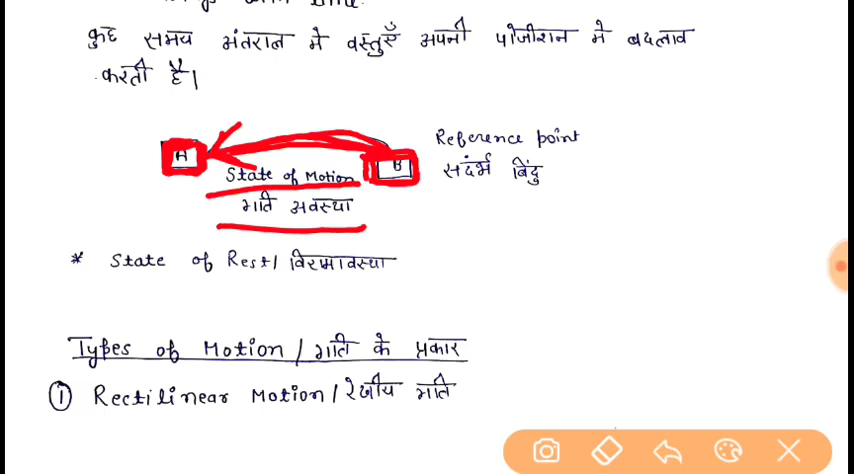 कुछ समय अंतराल में वस्तुएँ अपनी पोजीशन में बदलाव
करती है।
A
B
Reference point
संदर्भ बिंदु
State of Motion
गति अवस्था
* State of Rest/ विरामावस्था
Types of Motion / गति के प्रकार
① Rectilinear Motion / रेखीय गति